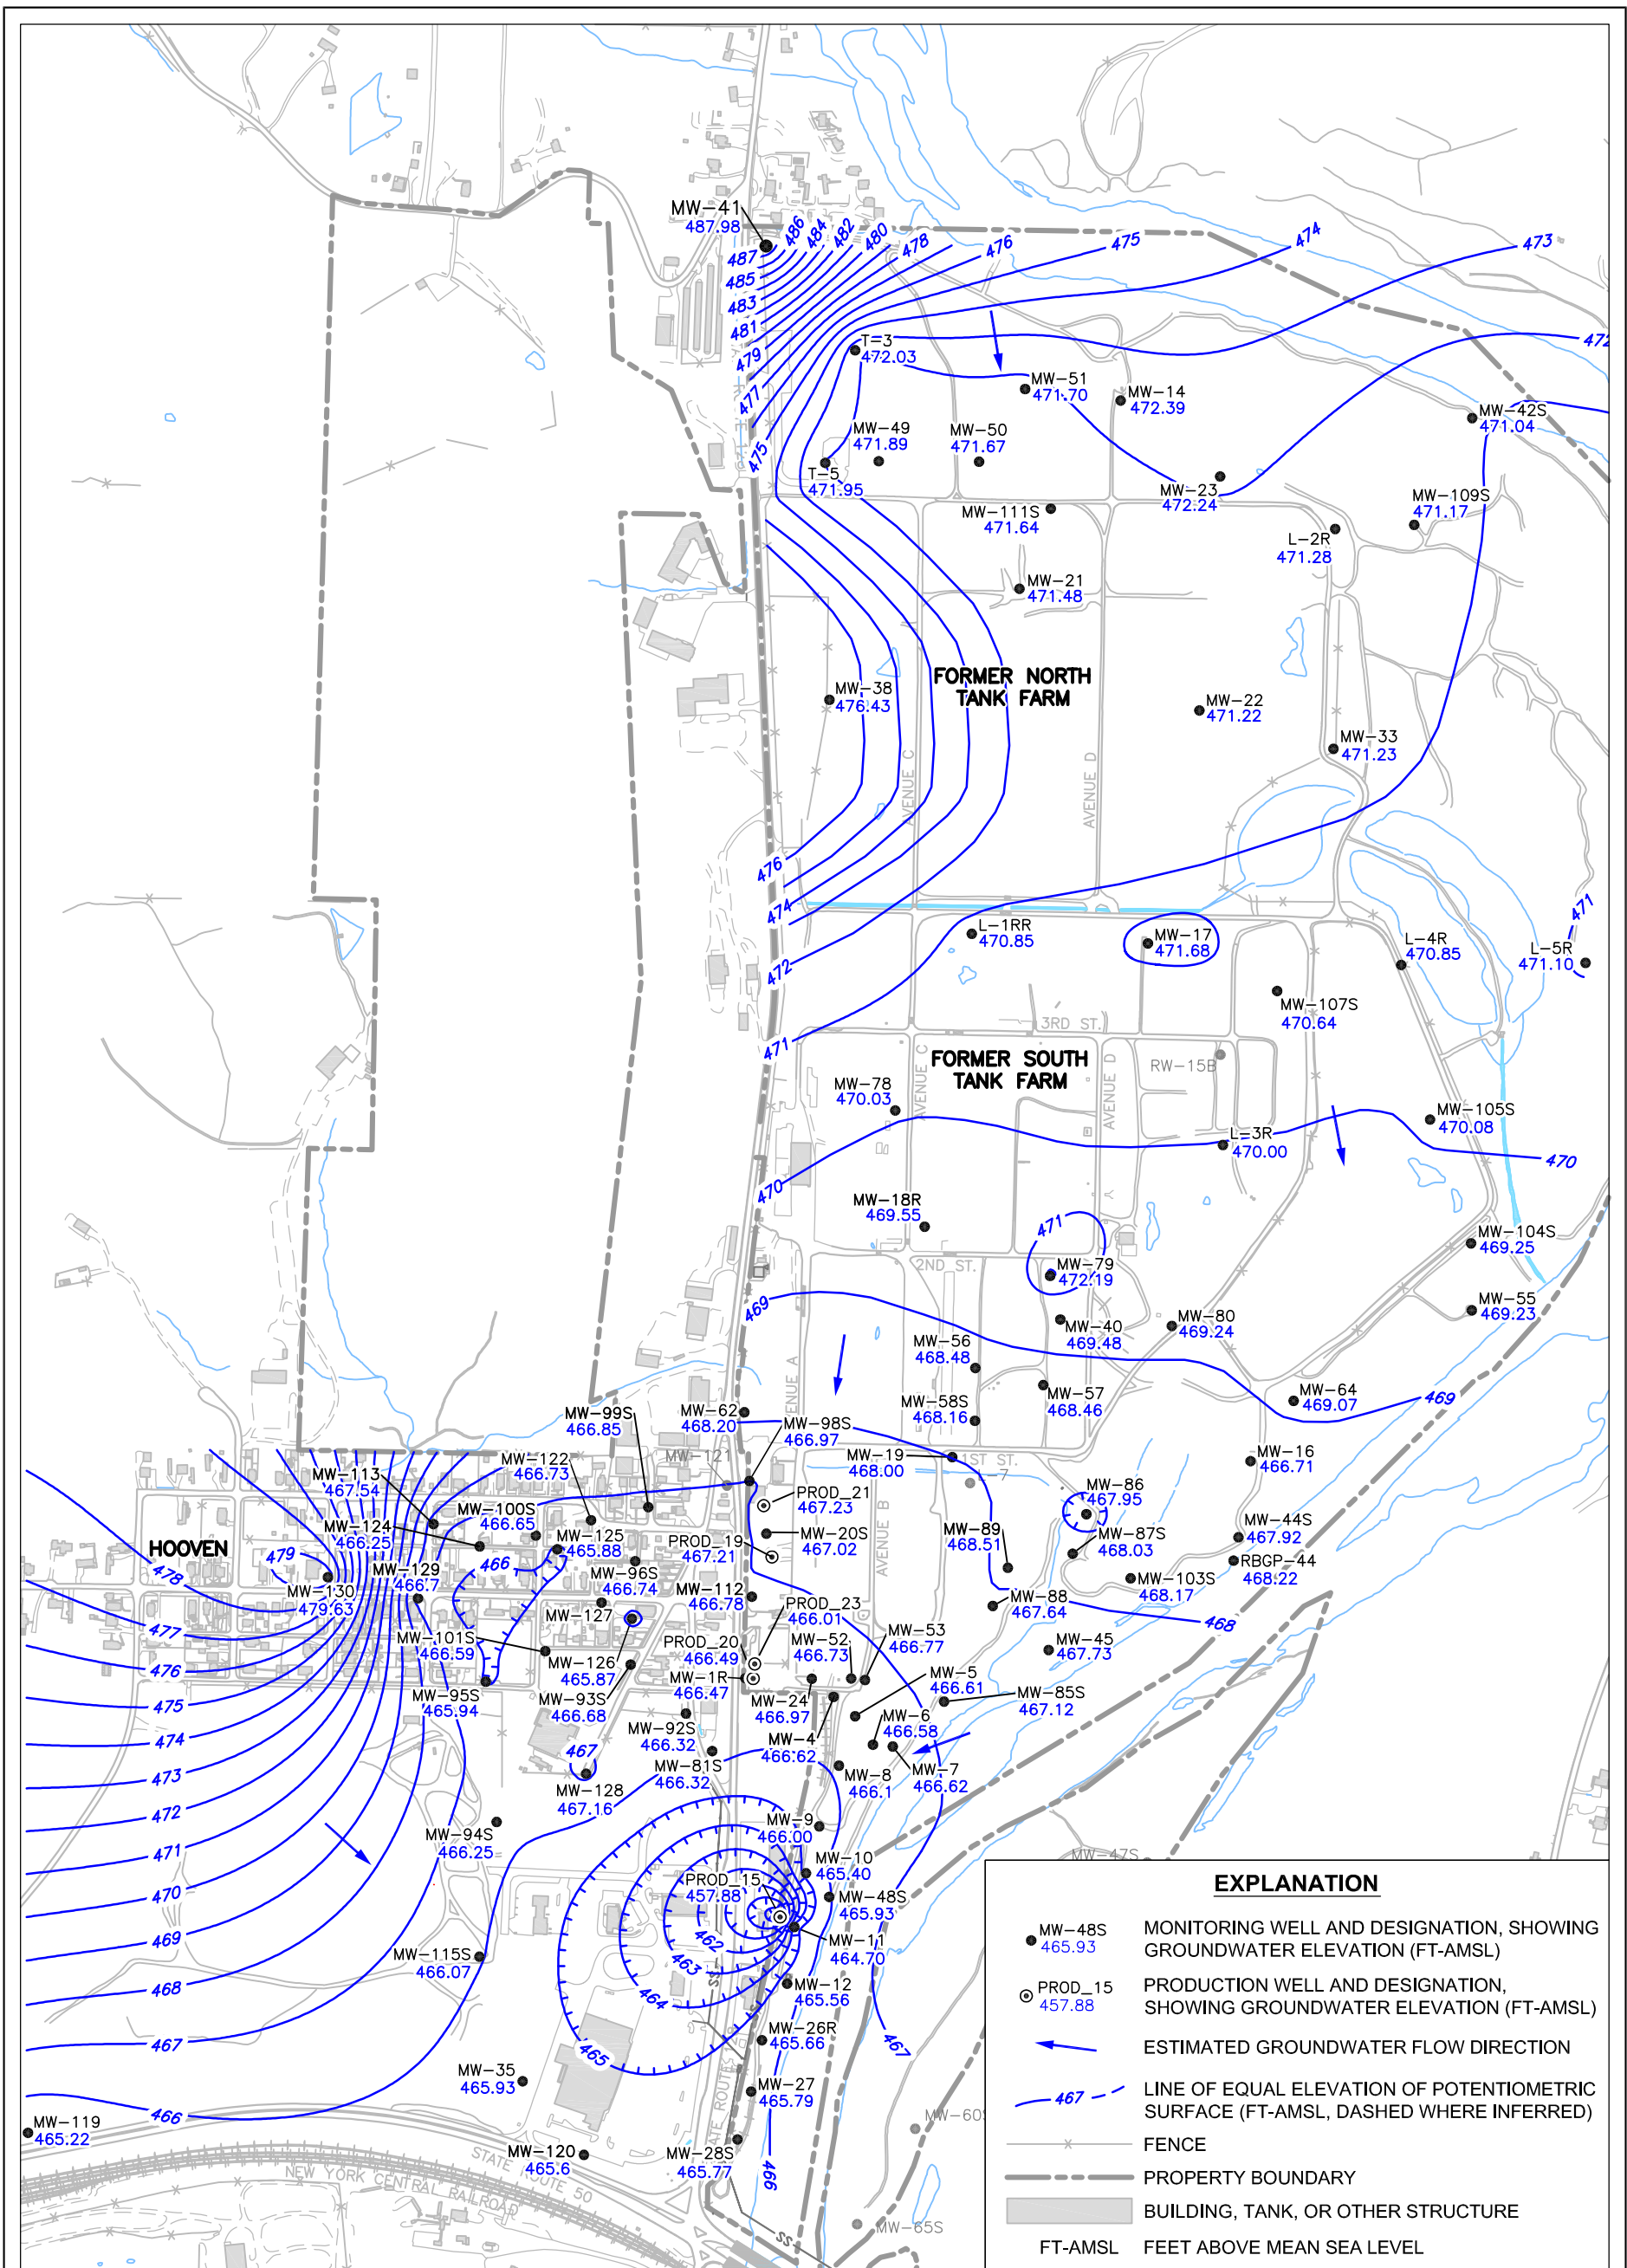 MW-41
487.98
487
486
485
484
483
482
481
480
479
478
477
476
475
475
474
473
472
T-3
472.03
MW-51
471.70
MW-14
472.39
MW-42S
471.04
MW-49
471.89
MW-50
471.67
T-5
471.95
MW-23
472.24
MW-109S
471.17
MW-111S
471.64
L-2R
471.28
MW-21
471.48
FORMER NORTH
TANK FARM
MW-38
476.43
MW-22
471.22
MW-33
471.23
AVENUE C
AVENUE D
476
474
472
471
471
L-1RR
470.85
MW-17
471.68
L-4R
470.85
L-5R
471.10
MW-107S
470.64
3RD ST.
FORMER SOUTH
TANK FARM
AVENUE C
AVENUE D
RW-15B
MW-78
470.03
MW-105S
470.08
L-3R
470.00
470
470
MW-18R
469.55
471
MW-79
472.19
2ND ST.
MW-104S
469.25
MW-55
469.23
469
MW-40
469.48
MW-80
469.24
MW-56
468.48
MW-57
468.46
MW-64
469.07
469
AVENUE A
MW-58S
468.16
MW-99S
466.85
MW-62
468.20
MW-98S
466.97
MW-19
468.00
1ST ST.
MW-16
466.71
MW-121
MW-122
466.73
MW-113
467.54
MW-100S
466.65
PROD_21
467.23
MW-86
467.95
MW-124
466.25
MW-125
465.88
PROD_19
467.21
MW-20S
467.02
AVENUE B
MW-89
468.51
MW-87S
468.03
MW-44S
467.92
HOOVEN
479
478
466
MW-129
466.7
MW-96S
466.74
MW-112
466.78
RBGP-44
468.22
MW-103S
468.17
MW-130
479.63
MW-127
PROD_23
466.01
MW-88
467.64
468
477
MW-101S
466.59
MW-126
465.87
PROD_20
466.49
MW-52
466.73
MW-53
466.77
MW-45
467.73
476
MW-1R
466.47
MW-5
466.61
475
MW-95S
465.94
MW-93S
466.68
MW-24
466.97
MW-85S
467.12
MW-6
466.58
474
MW-92S
466.32
MW-4
466.62
467
MW-81S
466.32
MW-8
466.1
MW-7
466.62
473
MW-128
467.16
472
MW-94S
466.25
MW-9
466.00
471
MW-10
465.40
MW-47S
470
PROD_15
457.88
MW-48S
465.93
469
462
MW-11
464.70
MW-115S
466.07
463
468
464
MW-12
465.56
467
465
MW-26R
465.66
467
MW-35
465.93
MW-27
465.79
466
MW-119
465.22
MW-60S
MW-120
465.6
MW-28S
465.77
466
STATE ROUTE 50
NEW YORK CENTRAL RAILROAD
MW-65S
SS
EXPLANATION
MW-48S
465.93
MONITORING WELL AND DESIGNATION, SHOWING
GROUNDWATER ELEVATION (FT-AMSL)
PROD_15
457.88
PRODUCTION WELL AND DESIGNATION,
SHOWING GROUNDWATER ELEVATION (FT-AMSL)
ESTIMATED GROUNDWATER FLOW DIRECTION
467
LINE OF EQUAL ELEVATION OF POTENTIOMETRIC
SURFACE (FT-AMSL, DASHED WHERE INFERRED)
FENCE
PROPERTY BOUNDARY
BUILDING, TANK, OR OTHER STRUCTURE
FT-AMSL FEET ABOVE MEAN SEA LEVEL